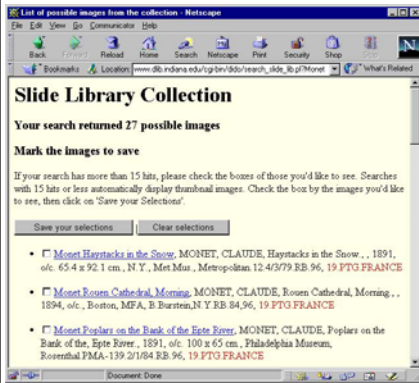 List of possible images from the collection - Netscape
File Edit View Go Communicator Help
Back Forward Reload Home Search Netscape Print Security Shop Stop
Bookmarks Location: www.dlib.indiana.edu/cgi-bin/dido/search_slide_lib.pl?Monet What's Related
Slide Library Collection
Your search returned 27 possible images
Mark the images to save
If your search has more than 15 hits, please check the boxes of those you'd like to see. Searches
with 15 hits or less automatically display thumbnail images. Check the box by the images you'd like
to see, then click on 'Save your Selections'.
Save your selections | Clear selections
• Monet Haystacks in the Snow, MONET, CLAUDE, Haystacks in the Snow., , 1891,
o/c. 65.4 x 92.1 cm., N.Y., Met Mus., Metropolitan.12.4/3/79.RB.96, 19.PTG.FRANCE
• Monet Rouen Cathedral, Morning, MONET, CLAUDE, Rouen Cathedral, Morning., ,
1894, o/c., Boston, MFA, B.Burstein,N.Y.RB.84,96, 19.PTG.FRANCE
• Monet Poplars on the Bank of the Epte River, MONET, CLAUDE, Poplars on the
Bank of the, Epte River., 1891, o/c. 100 x 65 cm., Philadelphia Museum,
Rosenthal.PMA-139.2/1/84.RB.96, 19.PTG.FRANCE
Document: Done